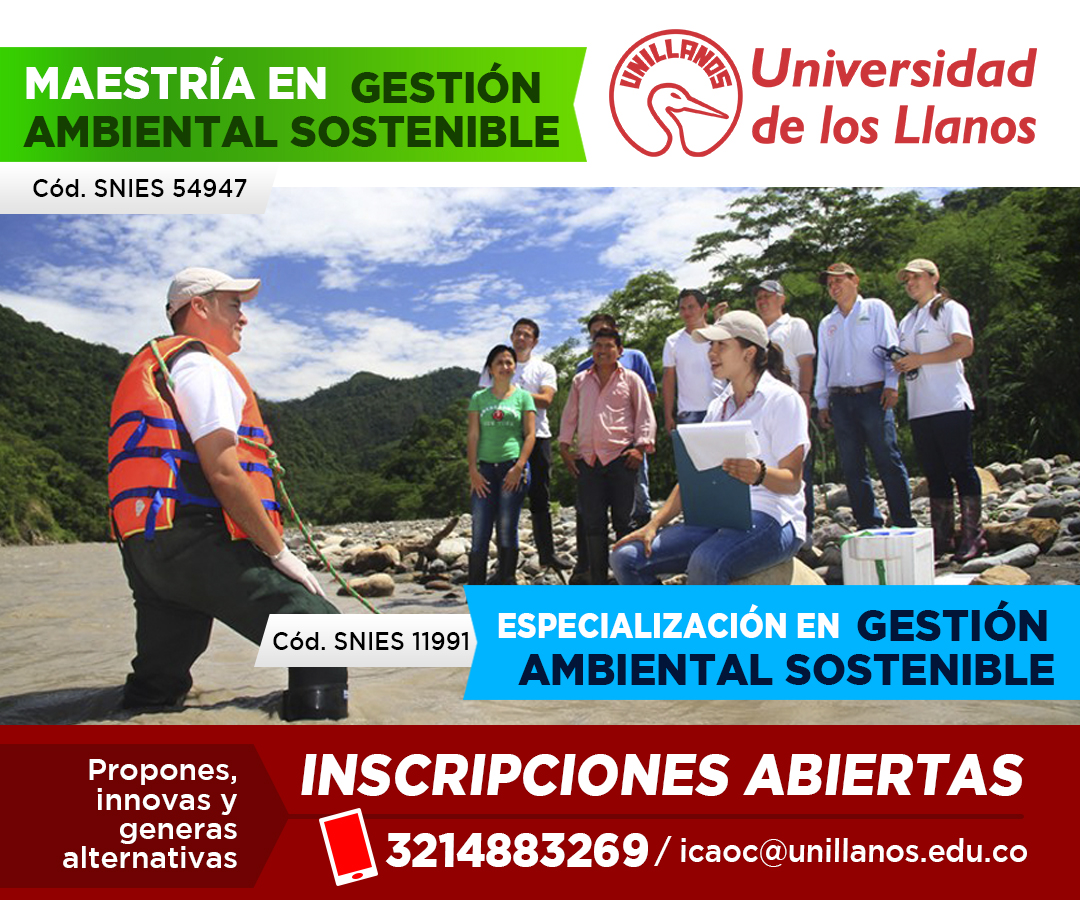 MAESTRÍA EN GESTIÓN
AMBIENTAL SOSTENIBLE
Cód. SNIES 54947
UNILLANOS
Universidad
de los Llanos
Cód. SNIES 11991
ESPECIALIZACIÓN EN GESTIÓN
AMBIENTAL SOSTENIBLE
Propones,
innovas y
generas
alternativas
INSCRIPCIONES ABIERTAS
3214883269 / icaoc@unillanos.edu.co